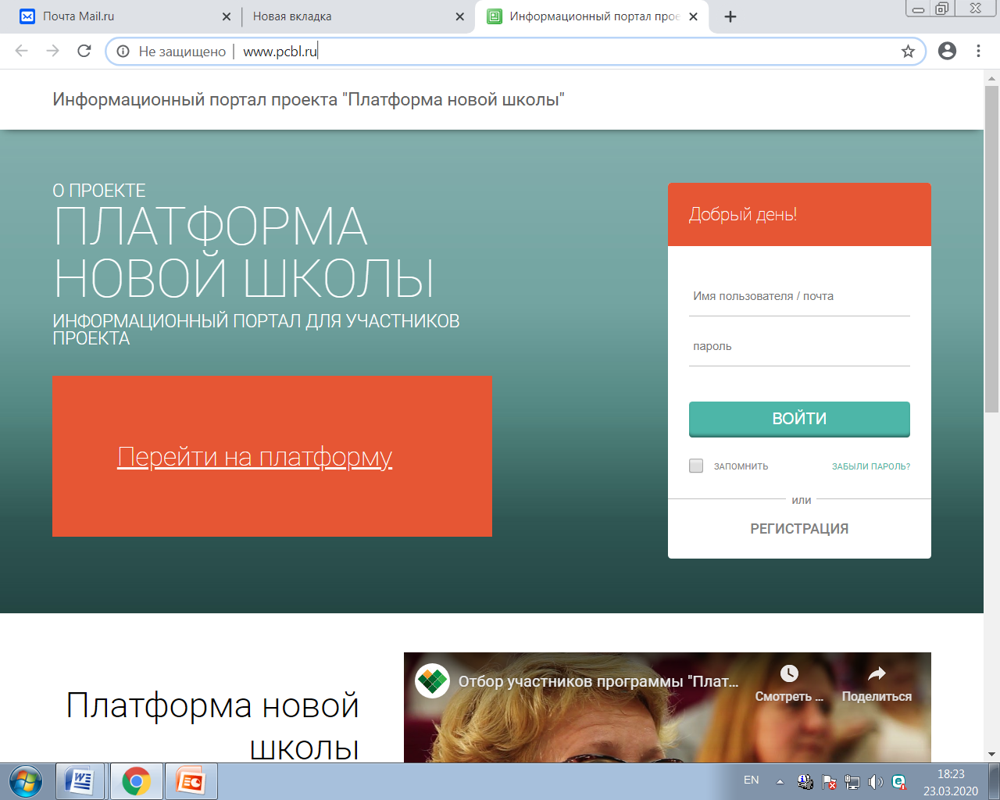 Почта Mail.ru
Новая вкладка
Информационный портал прое
Не защищено
www.pcbl.ru
Информационный портал проекта "Платформа новой школы"
О ПРОЕКТЕ
ПЛАТФОРМА
НОВОЙ ШКОЛЫ
ИНФОРМАЦИОННЫЙ ПОРТАЛ ДЛЯ УЧАСТНИКОВ
ПРОЕКТА
Перейти на платформу
Добрый день!
Имя пользователя / почта
пароль
ВОЙТИ
ЗАПОМНИТЬ
ЗАБЫЛИ ПАРОЛЬ?
или
РЕГИСТРАЦИЯ
Платформа новой
школы
Отбор участников программы "Плат...
Смотреть ...
Поделиться
EN
18:23
23.03.2020